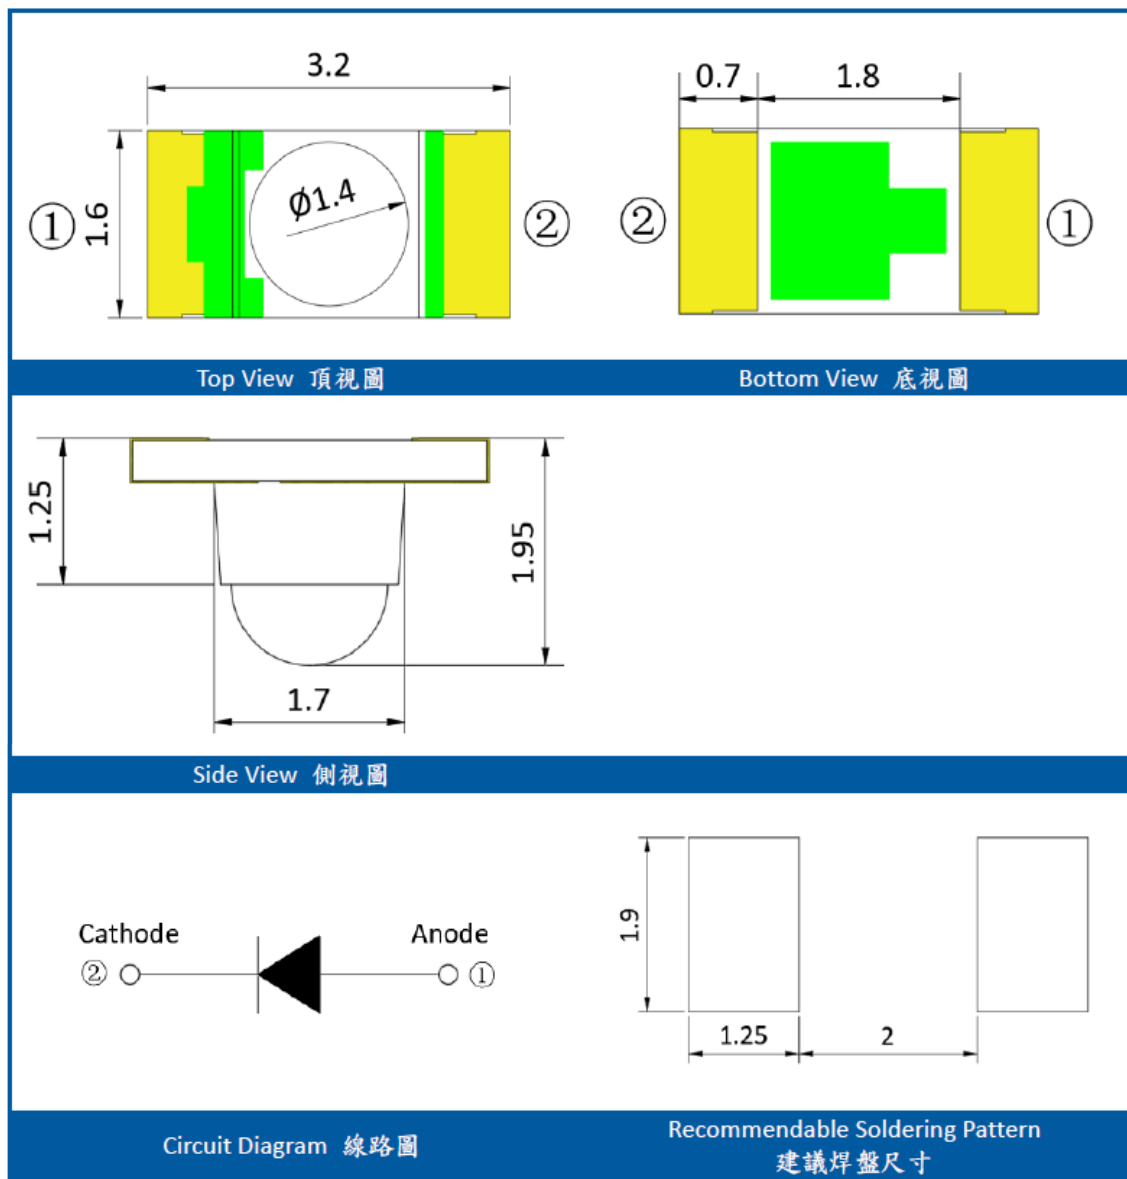 3.2
0.7
1.8
①
1.6
Ø1.4
②
②
①
Top View 頂視圖
Bottom View 底視圖
1.25
1.95
1.7
Side View 側視圖
Cathode
Anode
②
①
1.9
1.25
2
Circuit Diagram 線路圖
Recommendable Soldering Pattern
建議焊盤尺寸